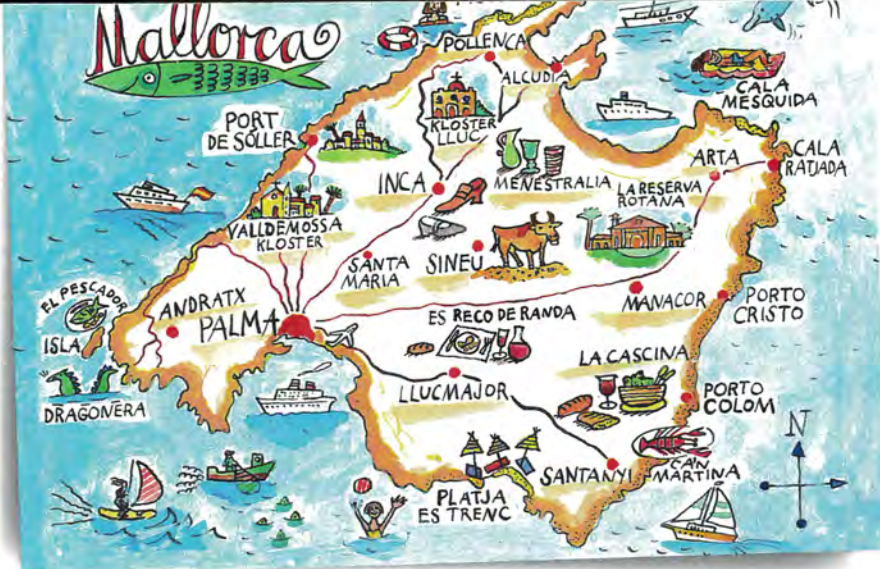 Mallorca
POLLENCA
ALCUDIA
CALA
MESQUIDA
PORT
DE SÓLLER
KLOSTER
LLUC
ARTA
CALA
RATJADA
INCA
MENESTRALIA
LA RESERVA
ROTANA
VALLDEMOSSA
KLOSTER
SANTA
MARIA
SINEU
EL PESCADOR
ISLA
DRAGONERA
ANDRATX
PALMA
ES RECO DE RANDA
MANACOR
PORTO
CRISTO
LA CASCINA
LLUCMAJOR
PORTO
COLOM
N
PLATJA
ES TRENC
SANTANYI
CA'N
MARTINA